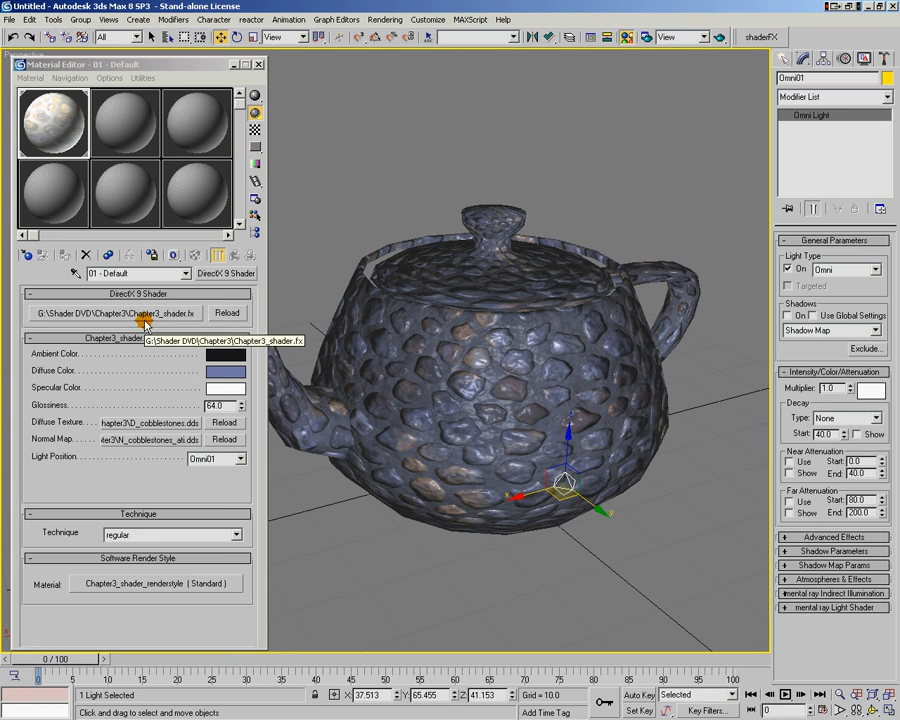 Untitled - Autodesk 3ds Max 8 SP3 - Stand-alone License
File Edit Tools Group Views Create Modifiers Character reactor Animation Graph Editors Rendering Customize MAXScript Help
All View View shaderFX
Perspective
Material Editor - 01 - Default
Material Navigation Options Utilities
01 - Default DirectX 9 Shader
DirectX 9 Shader
G:\Shader DVD\Chapter3\Chapter3_shader.fx Reload
Chapter3_shader.
G:\Shader DVD\Chapter3\Chapter3_shader.fx
Ambient Color
Diffuse Color
Specular Color
Glossiness 64.0
Diffuse Texture hapter3\D_cobblestones.dds Reload
Normal Map ter3\N_cobblestones_ati.dds Reload
Light Position Omni01
Technique
Technique regular
Software Render Style
Material: Chapter3_shader_renderstyle ( Standard )
x y
Omni01
Modifier List
Omni Light
General Parameters
Light Type
On Omni
Targeted
Shadows
On Use Global Settings
Shadow Map
Exclude...
Intensity/Color/Attenuation
Multiplier: 1.0
Decay
Type: None
Start: 40.0 Show
Near Attenuation
Use Start: 0.0
Show End: 40.0
Far Attenuation
Use Start: 80.0
Show End: 200.0
Advanced Effects
Shadow Parameters
Shadow Map Params
Atmospheres & Effects
mental ray Indirect Illumination
mental ray Light Shader
0 / 100
0 5 10 15 20 25 30 35 40 45 50 55 60 65 70 75 80 85 90 95 100
1 Light Selected X: 37.513 Y: 65.455 Z: 41.153 Grid = 10.0 Auto Key Selected
Click and drag to select and move objects Add Time Tag Set Key Key Filters... 0